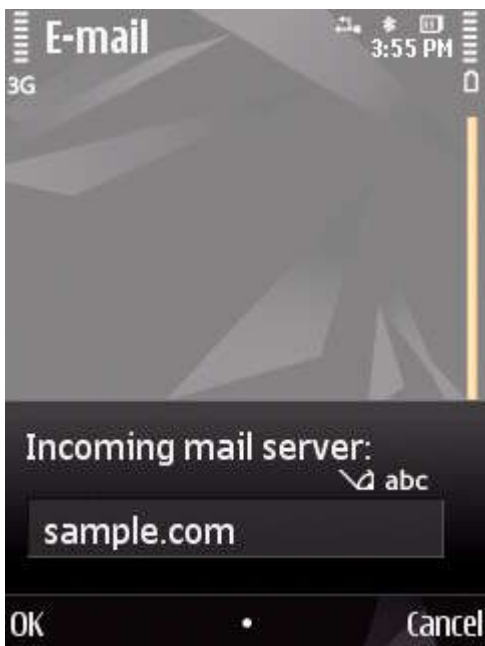 E-mail
3:55 PM
3G
Incoming mail server:
abc
sample.com
OK
Cancel